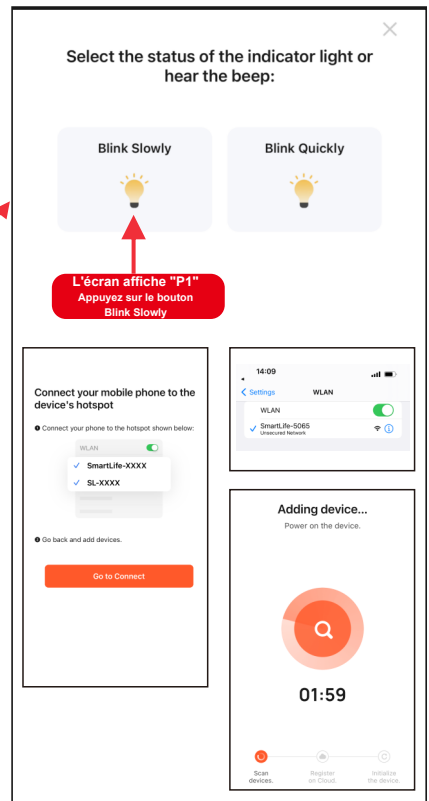 Select the status of the indicator light or
hear the beep:
Blink Slowly
Blink Quickly
L'écran affiche "P1"
Appuyez sur le bouton
Blink Slowly
Connect your mobile phone to the
device's hotspot
❶ Connect your phone to the hotspot shown below:
WLAN
✓ SmartLife-XXXX
✓ SL-XXXX
❷ Go back and add devices.
Go to Connect
14:09
Settings
WLAN
WLAN
✓ SmartLife-5065
Unsecured Network
Adding device...
Power on the device.
01:59
Scan
devices.
Register
on Cloud.
Initialize
the device.